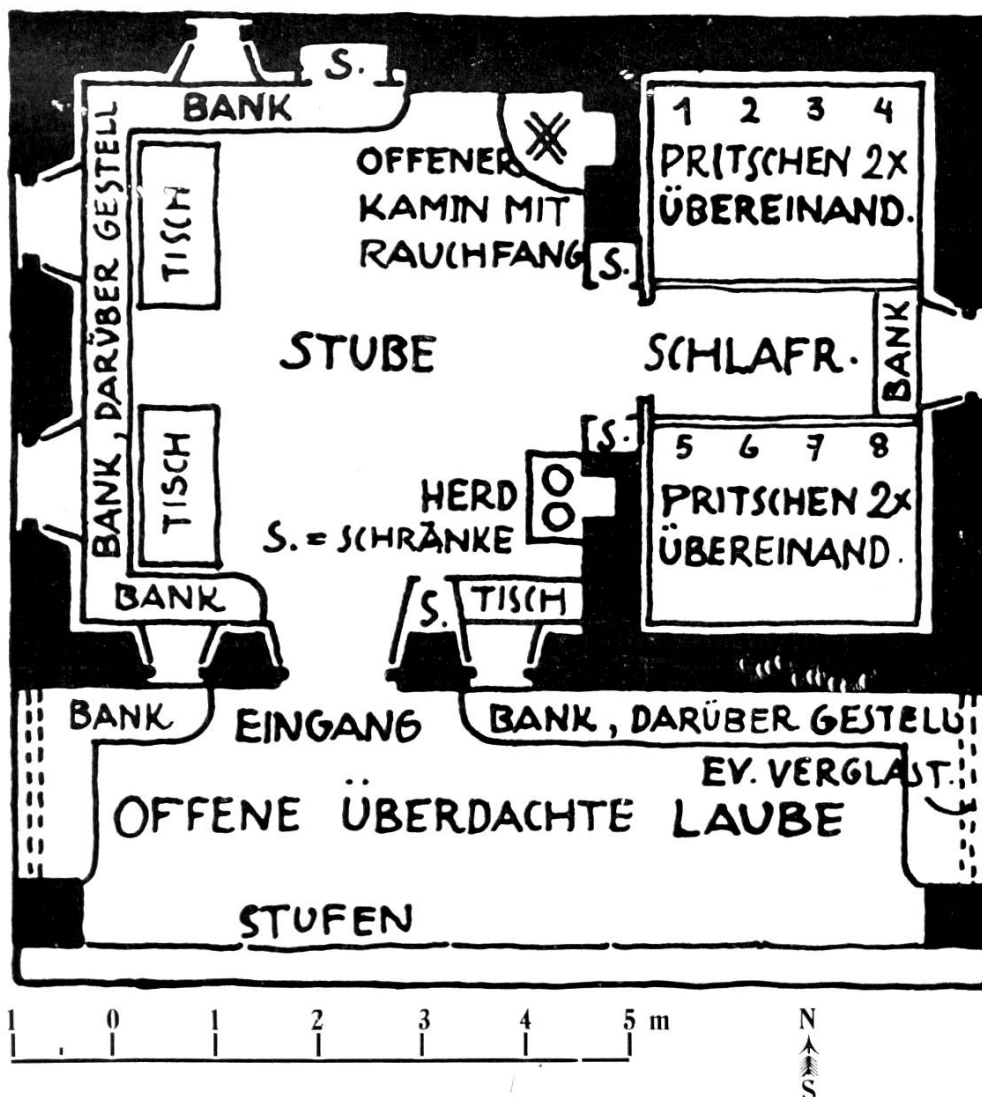 S.
BANK
BANK, DARÜBER GESTELL
TISCH
OFFENER
KAMIN MIT
RAUCHFANG
S.
1 2 3 4
PRITSCHEN 2x
ÜBEREINAND.
STUBE
SCHLAFR.
BANK
TISCH
S.
HERD
S. = SCHRÄNKE
5 6 7 8
PRITSCHEN 2x
ÜBEREINAND.
BANK
S.
TISCH
BANK
EINGANG
BANK, DARÜBER GESTELL
EV. VERGLAST.
OFFENE ÜBERDACHTE LAUBE
STUFEN
1 0 1 2 3 4 5 m
N
S